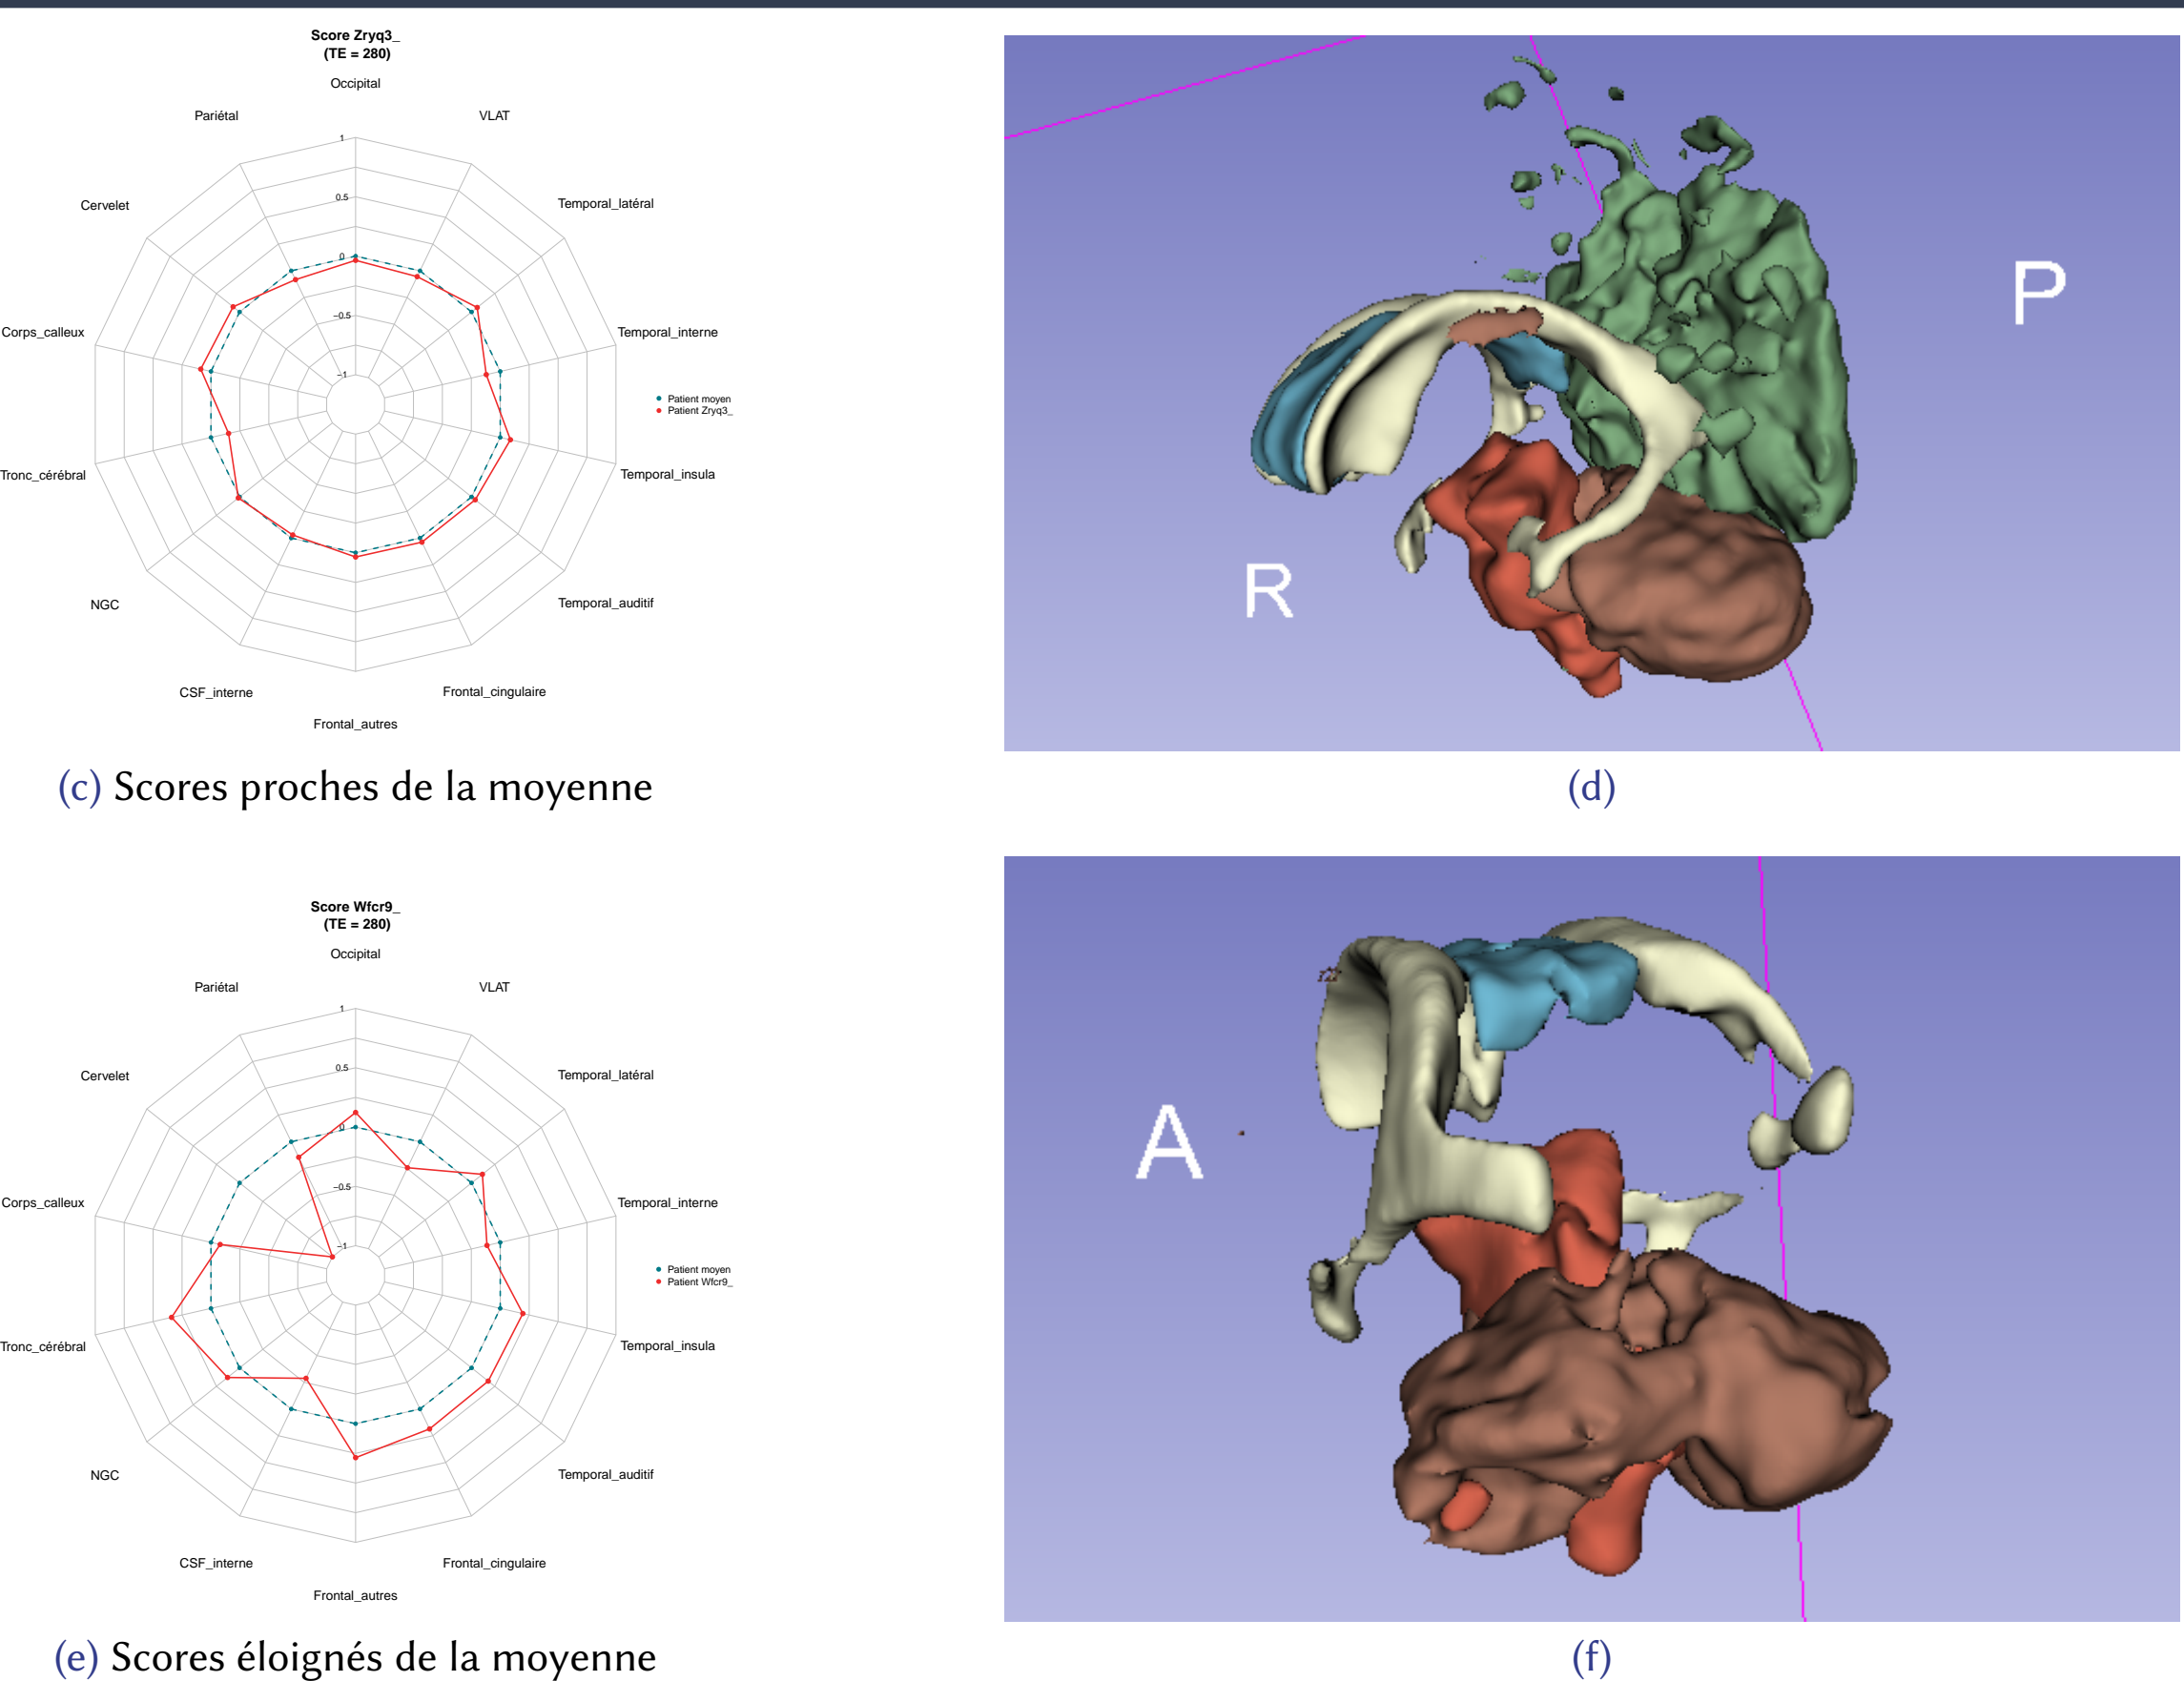 Score Zryq3_
(TE = 280)
Occipital
Pariétal
VLAT
Cervelet
Temporal_latéral
Corps_calleux
Temporal_interne
Tronc_cérébral
Temporal_insula
NGC
Temporal_auditif
CSF_interne
Frontal_cingulaire
Frontal_autres
1
0.5
0
−0.5
−1
Patient moyen
Patient Zryq3_
P
R
(c) Scores proches de la moyenne
(d)
Score Wfcr9_
(TE = 280)
Occipital
Pariétal
VLAT
Cervelet
Temporal_latéral
Corps_calleux
Temporal_interne
Tronc_cérébral
Temporal_insula
NGC
Temporal_auditif
CSF_interne
Frontal_cingulaire
Frontal_autres
1
0.5
0
−0.5
−1
Patient moyen
Patient Wfcr9_
A
(e) Scores éloignés de la moyenne
(f)